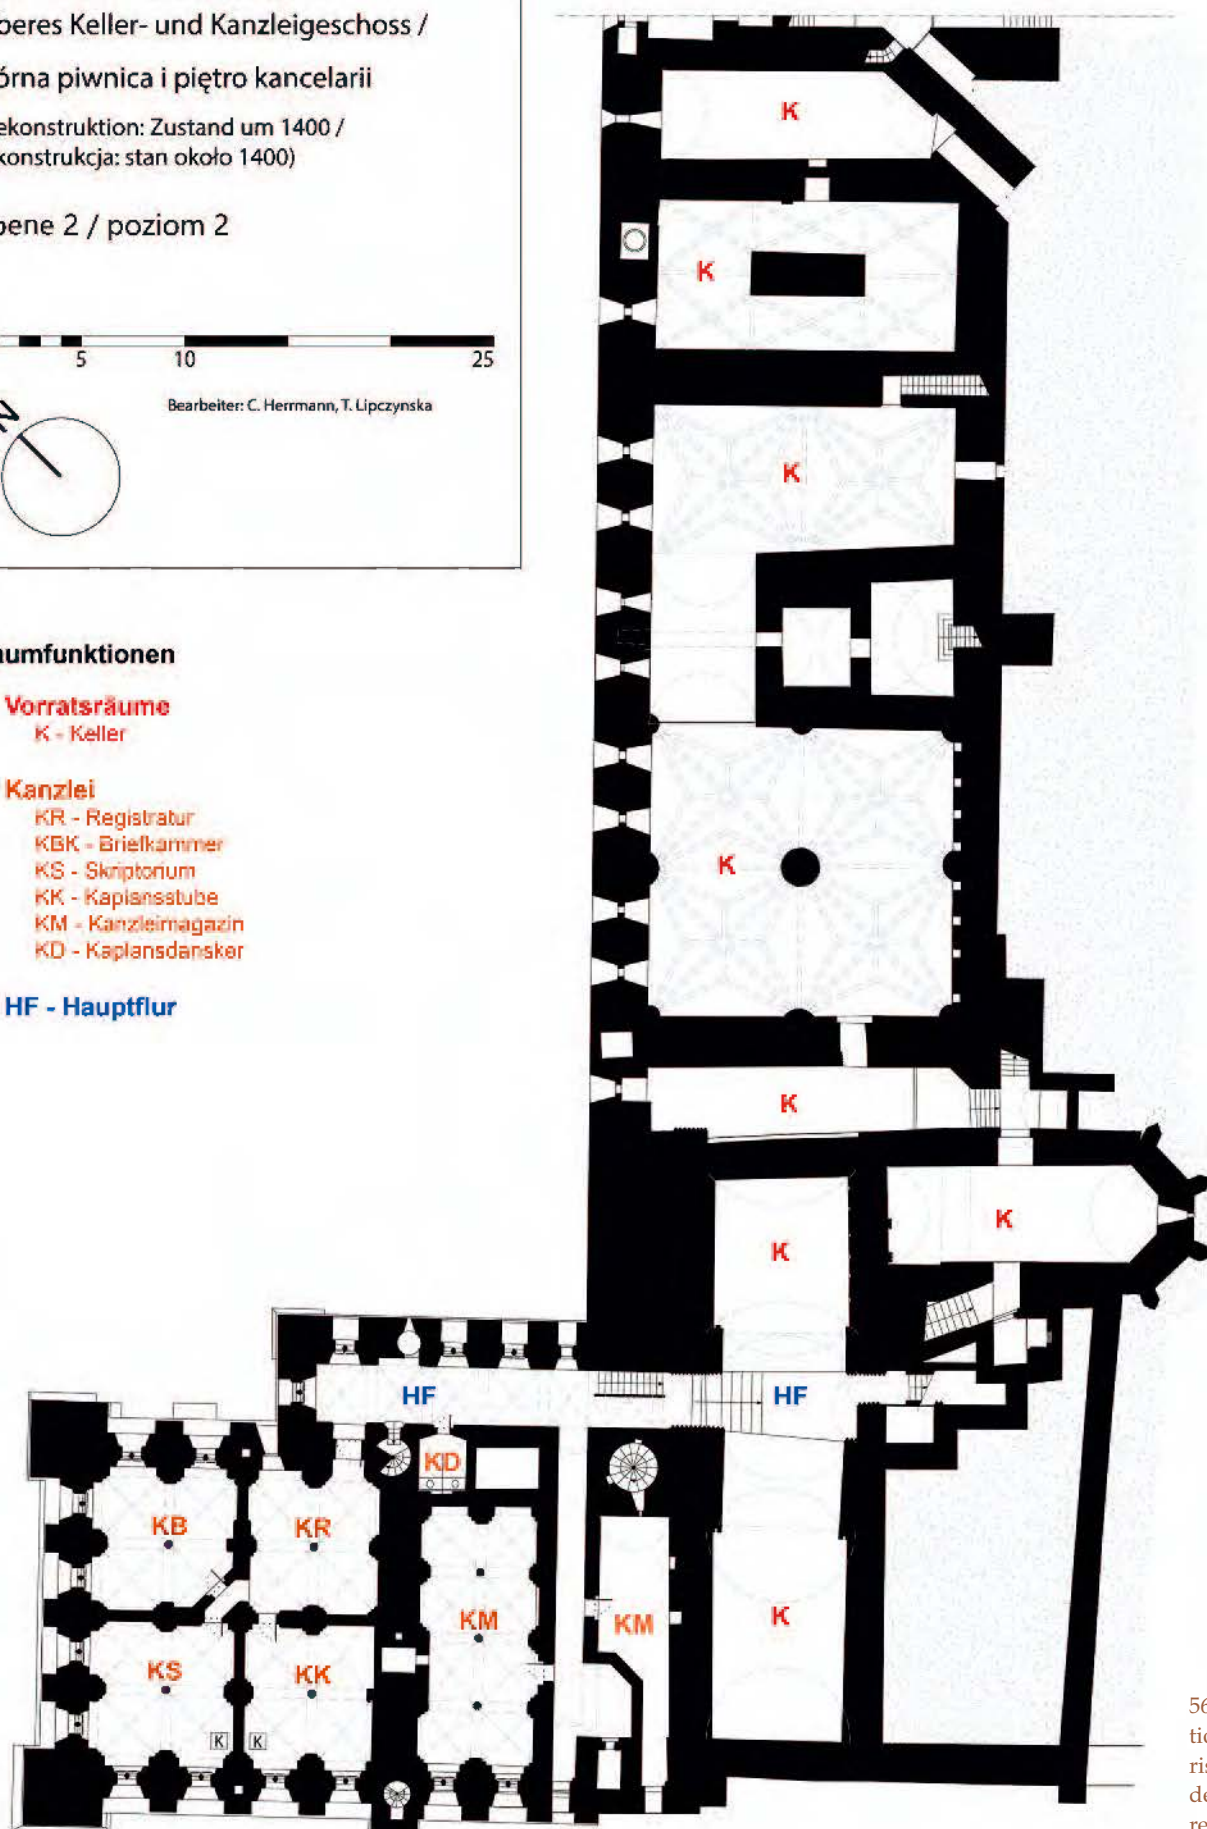 beres Keller- und Kanzleigeschoss /
órna piwnica i piętro kancelarii
ekonstruktion: Zustand um 1400 /
konstrukcja: stan około 1400)
bene 2 / poziom 2
5 10 25
N
Bearbeiter: C. Herrmann, T. Lipczynska
aumfunktionen
Vorratsräume
K - Keller
Kanzlei
KR - Registratur
KBK - Briefkammer
KS - Skriptorium
KK - Kaplansstube
KM - Kanzleimagazin
KD - Kaplansdansker
HF - Hauptflur
K
K
K
K
K
K
K
HF HF
KD
KB KR
KM KM K
KS KK
K K
56
tio
ris
de
re